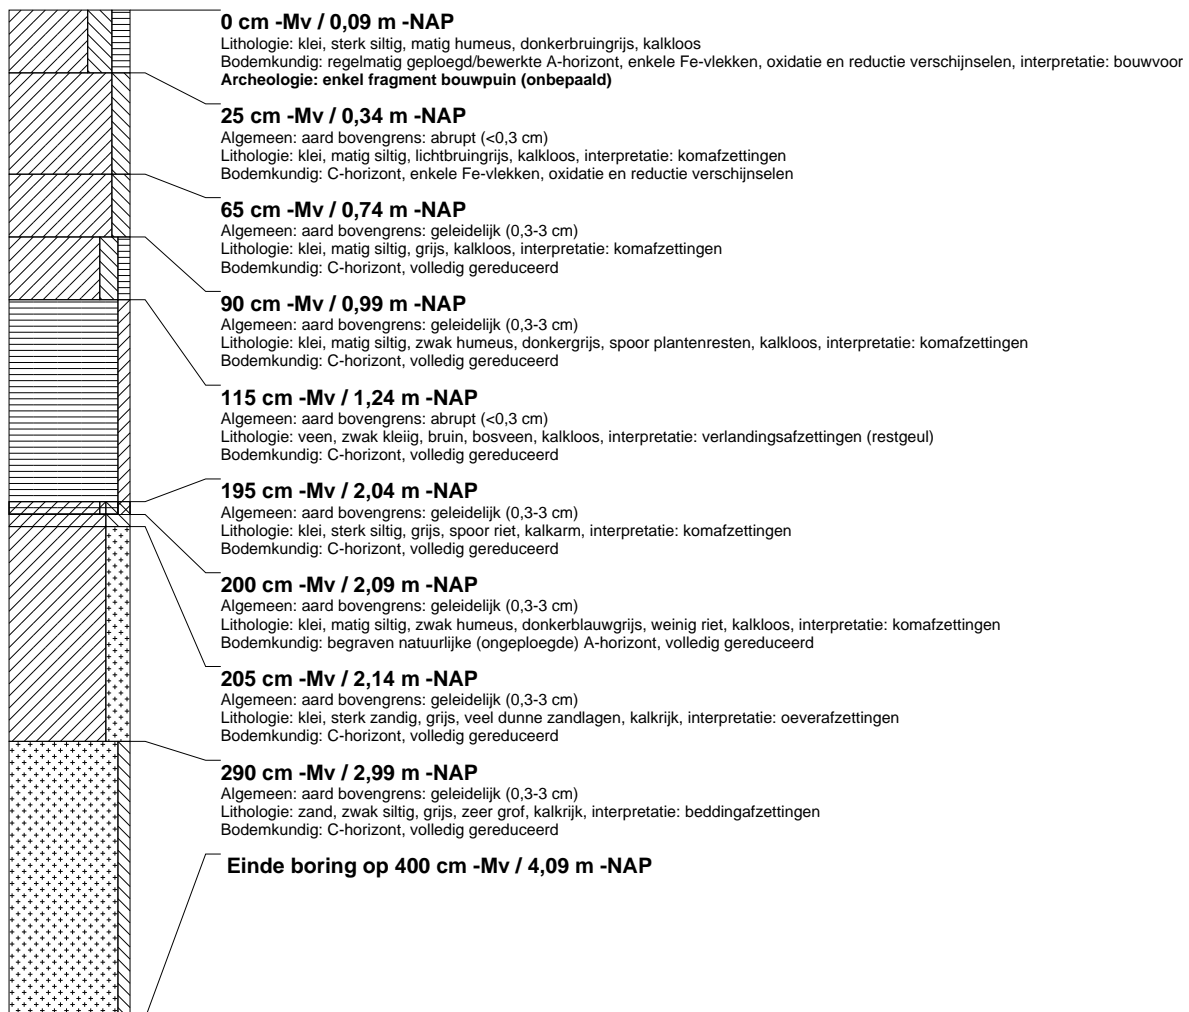 0 cm -Mv / 0,09 m -NAP
Lithologie: klei, sterk siltig, matig humeus, donkerbruingrijs, kalkloos
Bodemkundig: regelmatig geploegd/bewerkte A-horizont, enkele Fe-vlekken, oxidatie en reductie verschijnselen, interpretatie: bouwvoor
Archeologie: enkel fragment bouwpuin (onbepaald)
25 cm -Mv / 0,34 m -NAP
Algemeen: aard bovengrens: abrupt (<0,3 cm)
Lithologie: klei, matig siltig, lichtbruingrijs, kalkloos, interpretatie: komafzettingen
Bodemkundig: C-horizont, enkele Fe-vlekken, oxidatie en reductie verschijnselen
65 cm -Mv / 0,74 m -NAP
Algemeen: aard bovengrens: geleidelijk (0,3-3 cm)
Lithologie: klei, matig siltig, grijs, kalkloos, interpretatie: komafzettingen
Bodemkundig: C-horizont, volledig gereduceerd
90 cm -Mv / 0,99 m -NAP
Algemeen: aard bovengrens: geleidelijk (0,3-3 cm)
Lithologie: klei, matig siltig, zwak humeus, donkergrijs, spoor plantenresten, kalkloos, interpretatie: komafzettingen
Bodemkundig: C-horizont, volledig gereduceerd
115 cm -Mv / 1,24 m -NAP
Algemeen: aard bovengrens: abrupt (<0,3 cm)
Lithologie: veen, zwak kleiig, bruin, bosveen, kalkloos, interpretatie: verlandingsafzettingen (restgeul)
Bodemkundig: C-horizont, volledig gereduceerd
195 cm -Mv / 2,04 m -NAP
Algemeen: aard bovengrens: geleidelijk (0,3-3 cm)
Lithologie: klei, sterk siltig, grijs, spoor riet, kalkarm, interpretatie: komafzettingen
Bodemkundig: C-horizont, volledig gereduceerd
200 cm -Mv / 2,09 m -NAP
Algemeen: aard bovengrens: geleidelijk (0,3-3 cm)
Lithologie: klei, matig siltig, zwak humeus, donkerblauwgrijs, weinig riet, kalkloos, interpretatie: komafzettingen
Bodemkundig: begraven natuurlijke (ongeploegde) A-horizont, volledig gereduceerd
205 cm -Mv / 2,14 m -NAP
Algemeen: aard bovengrens: geleidelijk (0,3-3 cm)
Lithologie: klei, sterk zandig, grijs, veel dunne zandlagen, kalkrijk, interpretatie: oeverafzettingen
Bodemkundig: C-horizont, volledig gereduceerd
290 cm -Mv / 2,99 m -NAP
Algemeen: aard bovengrens: geleidelijk (0,3-3 cm)
Lithologie: zand, zwak siltig, grijs, zeer grof, kalkrijk, interpretatie: beddingafzettingen
Bodemkundig: C-horizont, volledig gereduceerd
Einde boring op 400 cm -Mv / 4,09 m -NAP